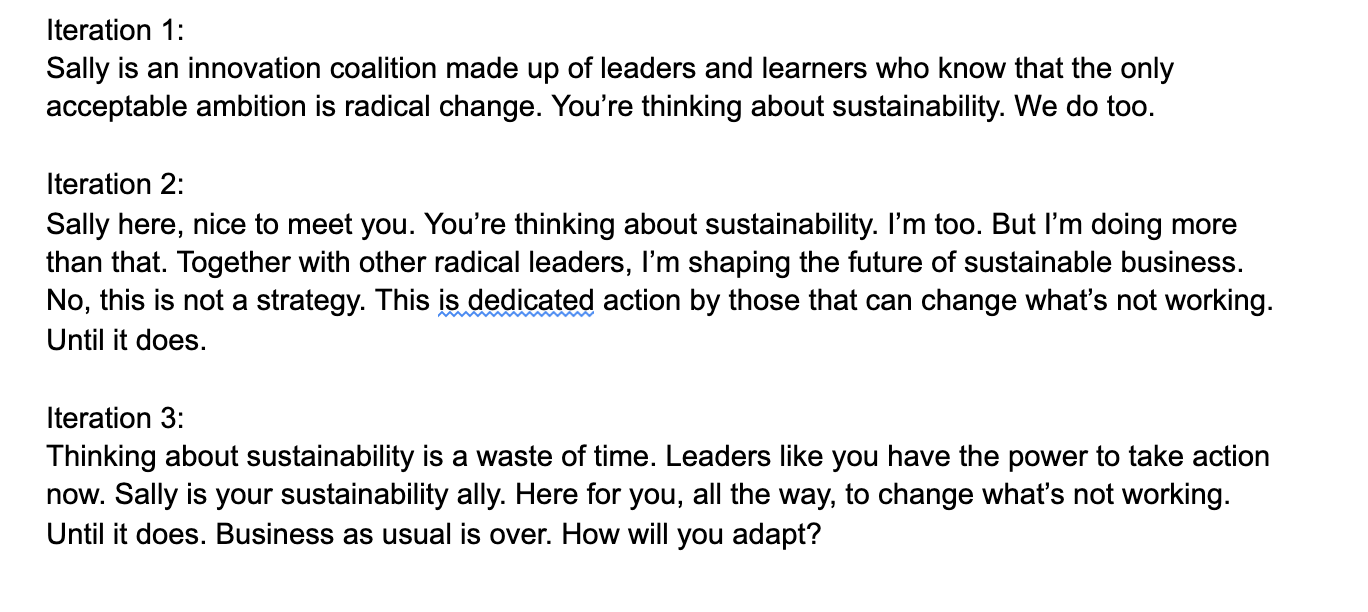 Iteration 1:
Sally is an innovation coalition made up of leaders and learners who know that the only
acceptable ambition is radical change. You’re thinking about sustainability. We do too.
Iteration 2:
Sally here, nice to meet you. You’re thinking about sustainability. I’m too. But I’m doing more
than that. Together with other radical leaders, I’m shaping the future of sustainable business.
No, this is not a strategy. This is dedicated action by those that can change what’s not working.
Until it does.
Iteration 3:
Thinking about sustainability is a waste of time. Leaders like you have the power to take action
now. Sally is your sustainability ally. Here for you, all the way, to change what’s not working.
Until it does. Business as usual is over. How will you adapt?